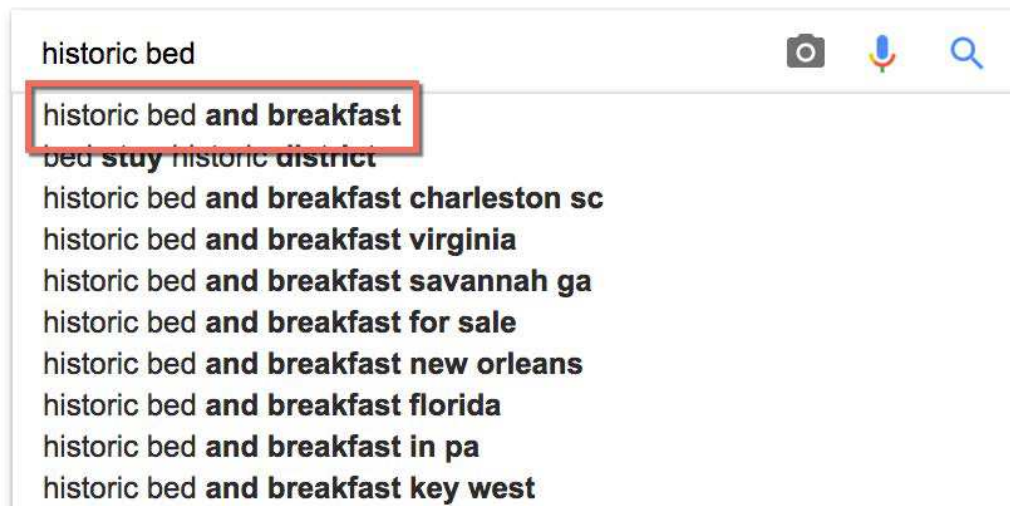 historic bed
historic bed and breakfast
bed stuy historic district
historic bed and breakfast charleston sc
historic bed and breakfast virginia
historic bed and breakfast savannah ga
historic bed and breakfast for sale
historic bed and breakfast new orleans
historic bed and breakfast florida
historic bed and breakfast in pa
historic bed and breakfast key west